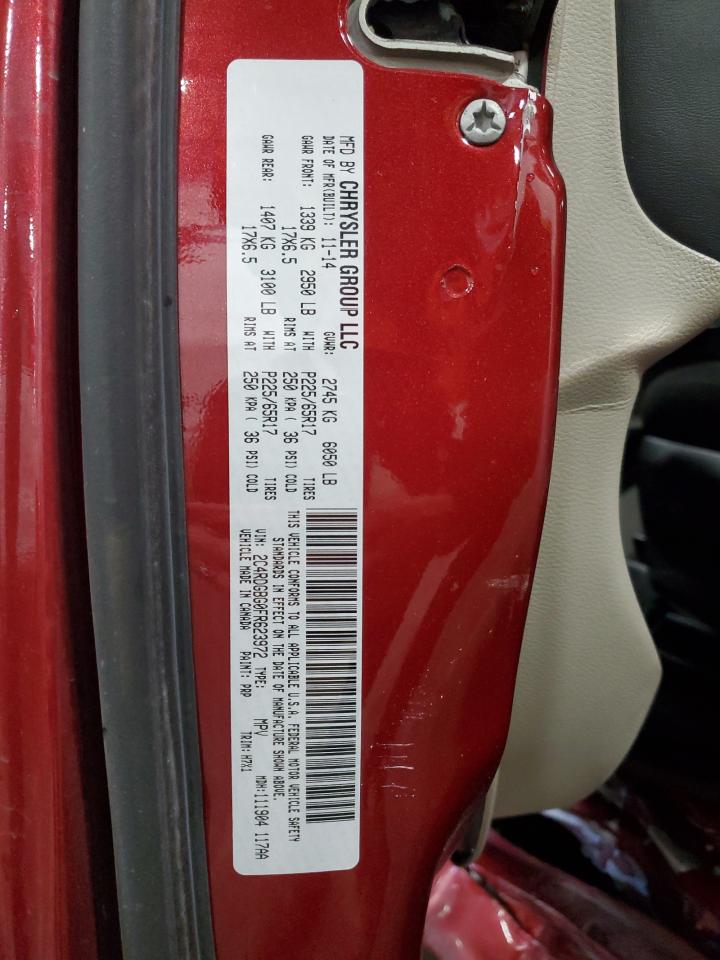 MFD BY CHRYSLER GROUP LLC
DATE OF MFR(BUILT): 11-14 GVWR: 2745 KG 6050 LB
GAWR FRONT: 1339 KG 2950 LB WITH P225/65R17 TIRES
17X6.5 RIMS AT 250 KPA ( 36 PSI) COLD
GAWR REAR: 1407 KG 3100 LB WITH P225/65R17 TIRES
17X6.5 RIMS AT 250 KPA ( 36 PSI) COLD
THIS VEHICLE CONFORMS TO ALL APPLICABLE U.S.A. FEDERAL MOTOR VEHICLE SAFETY
STANDARDS IN EFFECT ON THE DATE OF MANUFACTURE SHOWN ABOVE.
VIN: 2C4RDGBG0FR623972 TYPE: MPV MDH:111904 117AA
VEHICLE MADE IN CANADA PAINT: PRP TRIM:H7X1